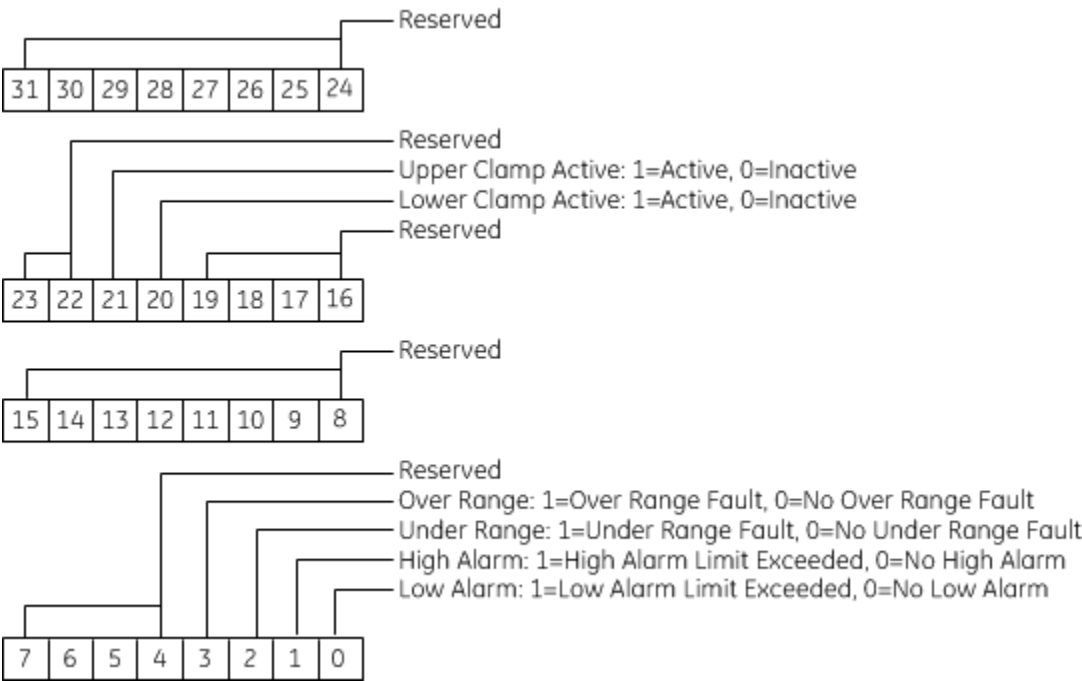 Reserved
31 30 29 28 27 26 25 24
Reserved
Upper Clamp Active: 1=Active, 0=Inactive
Lower Clamp Active: 1=Active, 0=Inactive
Reserved
23 22 21 20 19 18 17 16
Reserved
15 14 13 12 11 10 9 8
Reserved
Over Range: 1=Over Range Fault, 0=No Over Range Fault
Under Range: 1=Under Range Fault, 0=No Under Range Fault
High Alarm: 1=High Alarm Limit Exceeded, 0=No High Alarm
Low Alarm: 1=Low Alarm Limit Exceeded, 0=No Low Alarm
7 6 5 4 3 2 1 0